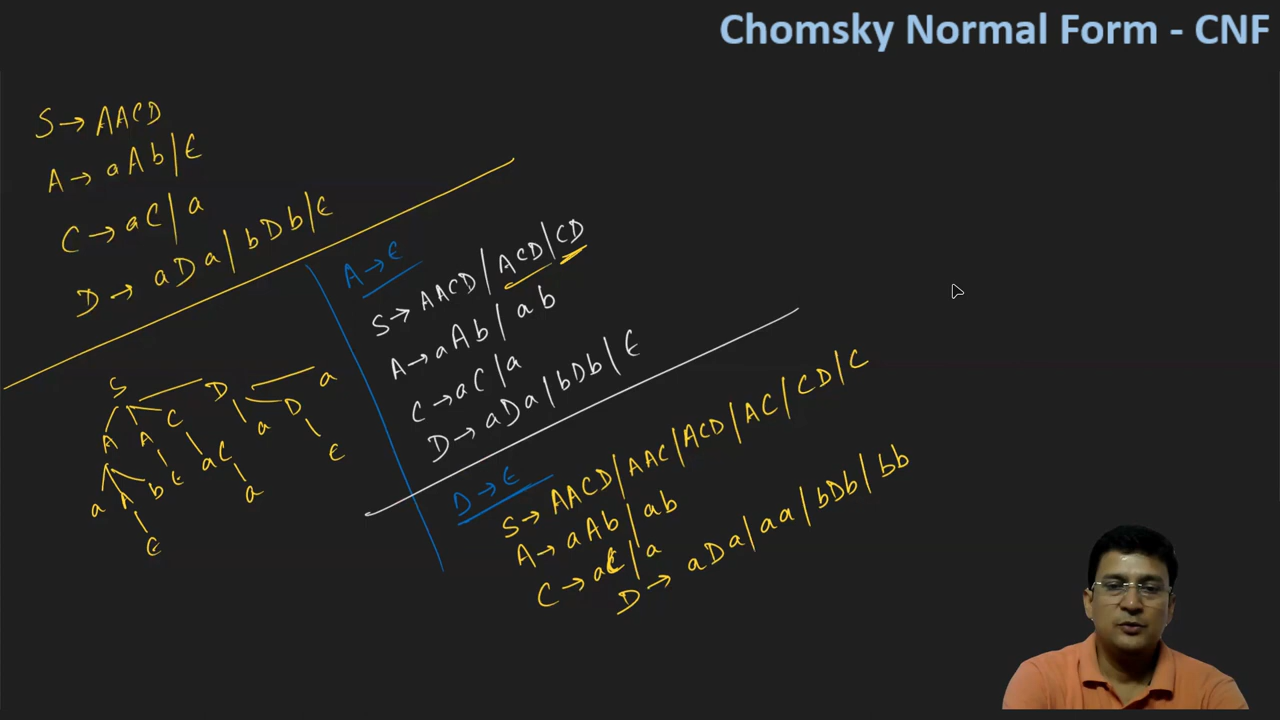 Chomsky Normal Form - CNF
S → AACD
A → aAb | ε
C → aC | a
D → aDa | bDb | ε
A → ε
S → AACD | ACD | CD
A → aAb | ab
C → aC | a
D → aDa | bDb | ε
S D a
A A C a D
a A b ε aC ε
ε a
D → ε
S → AACD | AAC | ACD | AC | CD | C
A → aAb | ab
C → aC | a
D → aDa | aa | bDb | bb